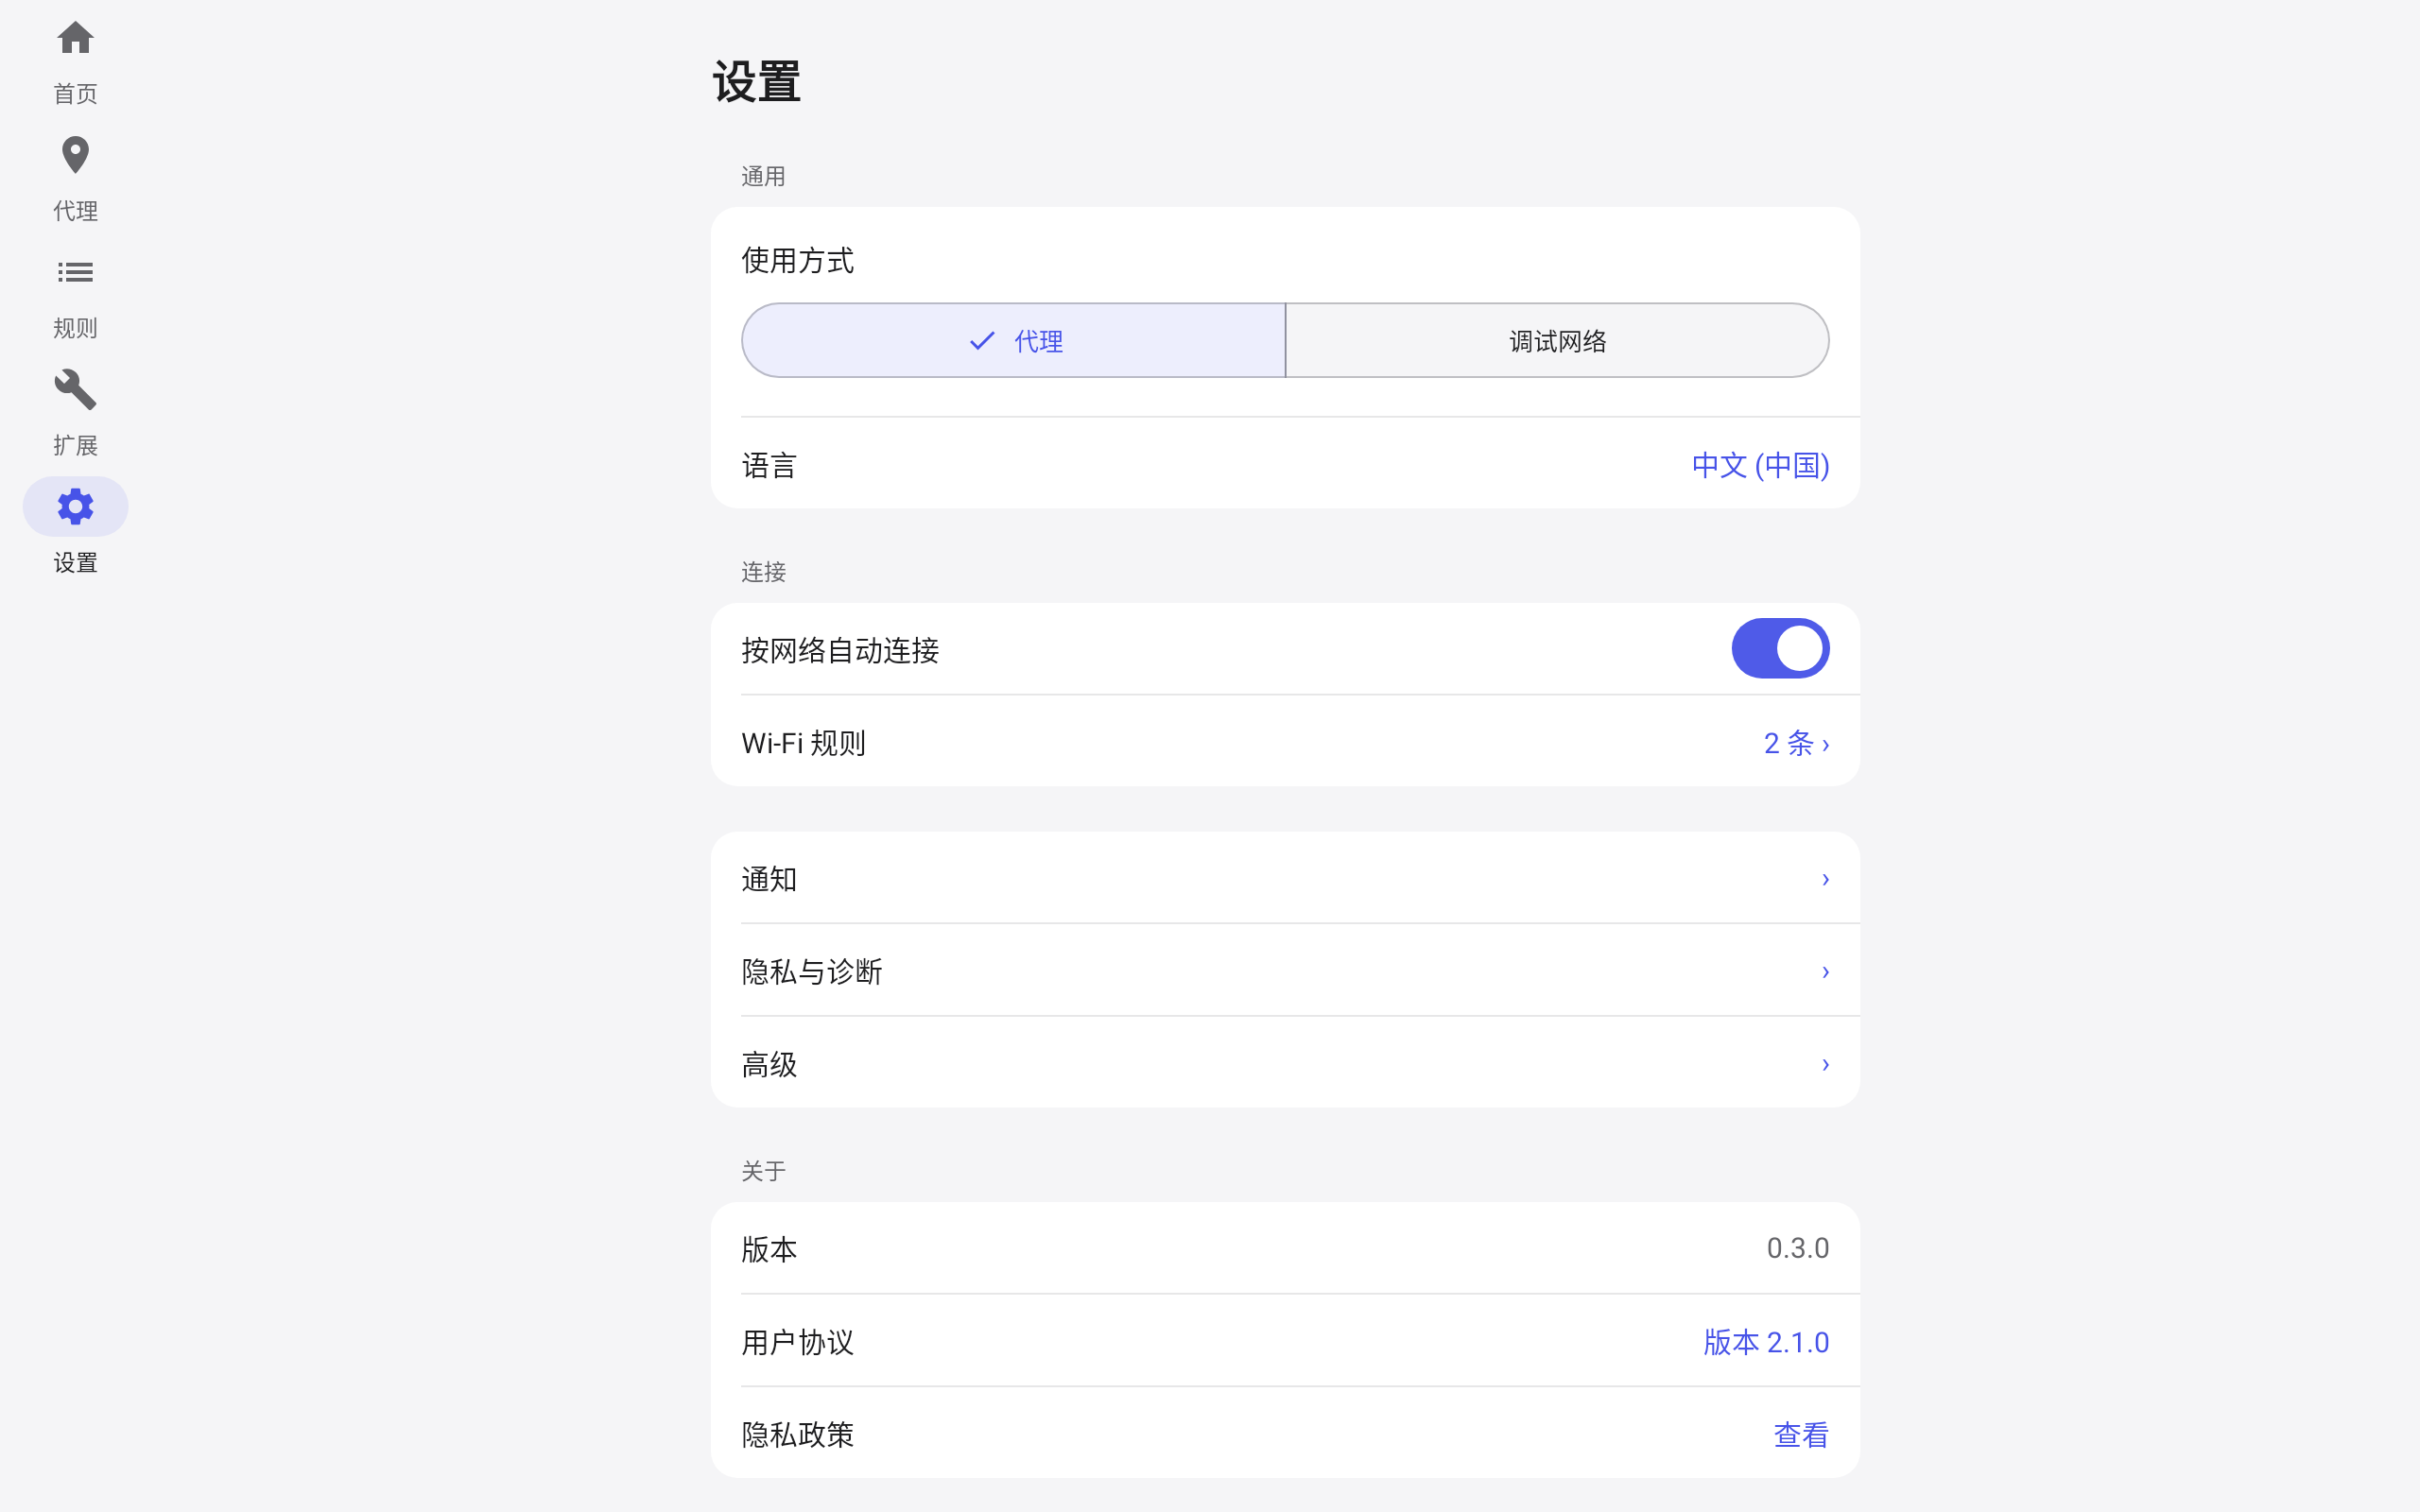 首页
代理
规则
扩展
设置
设置
通用
使用方式
代理
调试网络
语言
中文 (中国)
连接
按网络自动连接
Wi-Fi 规则
2 条 ›
通知
›
隐私与诊断
›
高级
›
关于
版本
0.3.0
用户协议
版本 2.1.0
隐私政策
查看